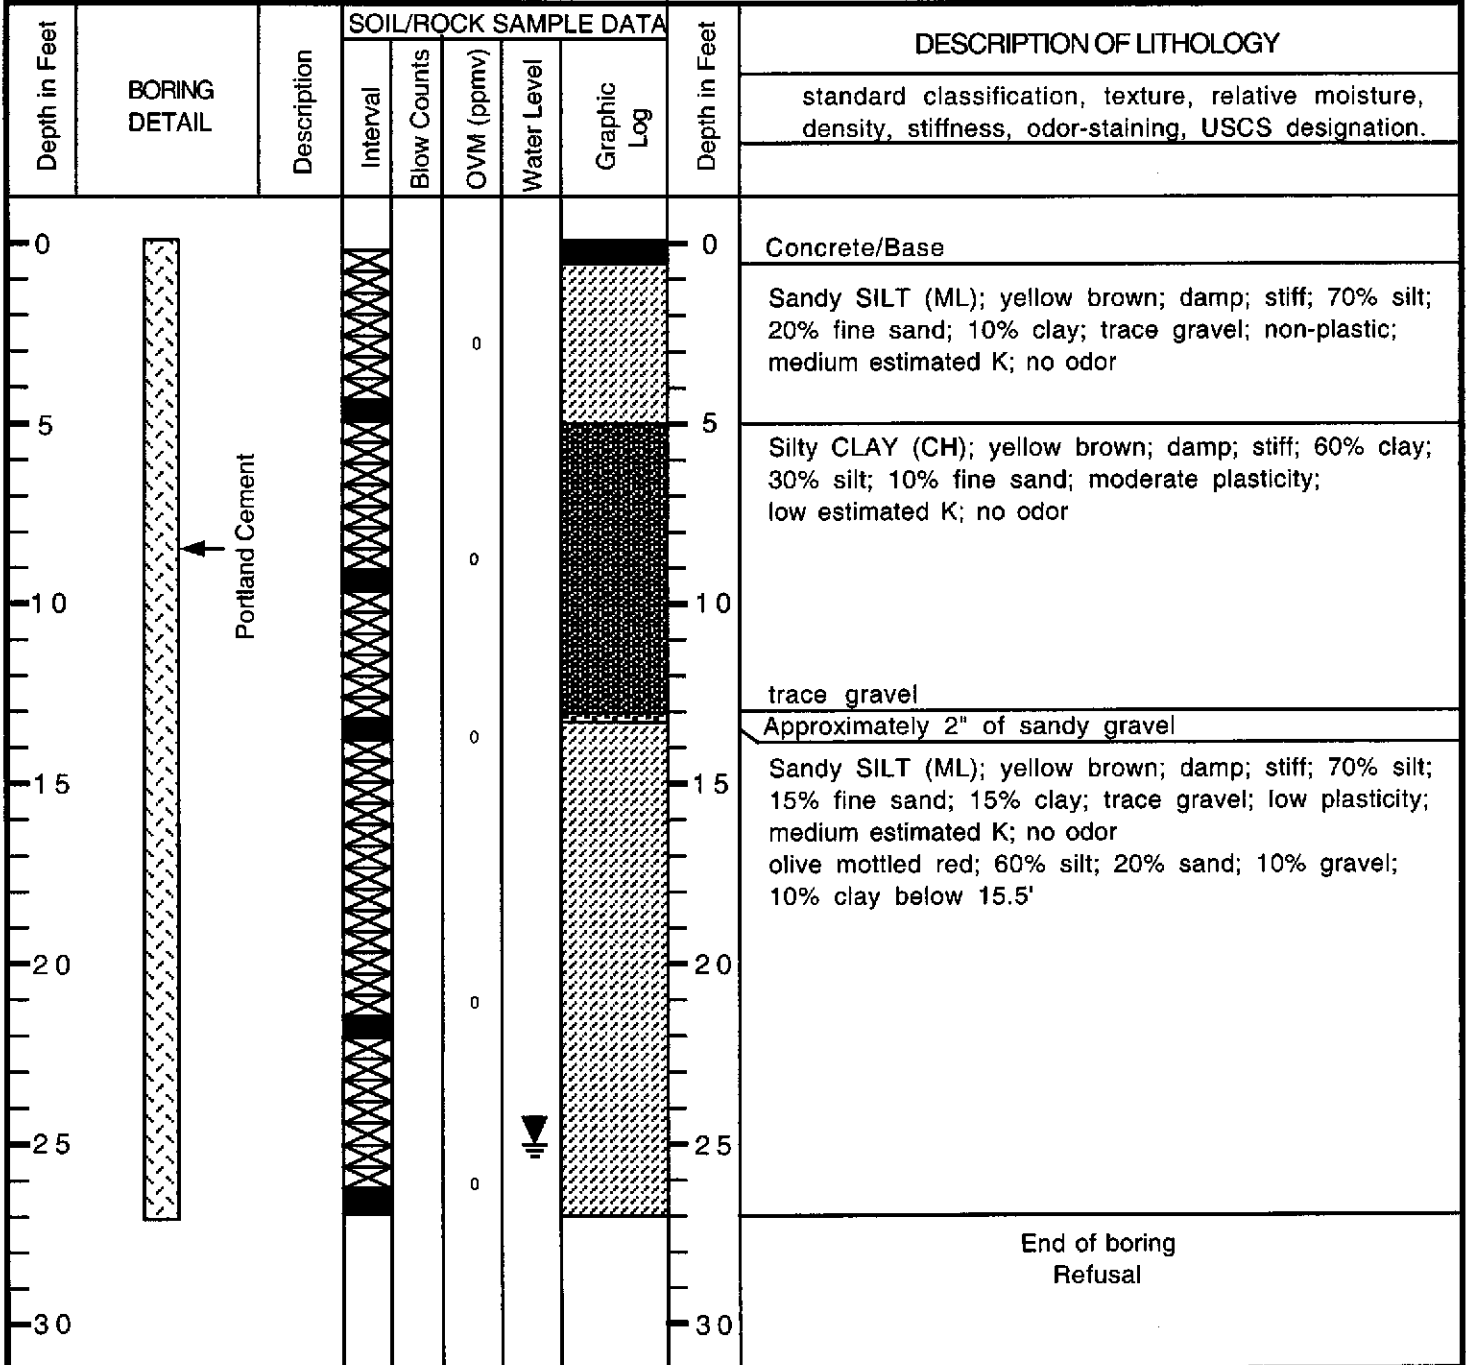 SOIL/ROCK SAMPLE DATA
Depth in Feet
BORING
DETAIL
Description
Interval
Blow Counts
OVM (ppmv)
Water Level
Graphic
Log
Depth in Feet
DESCRIPTION OF LITHOLOGY
standard classification, texture, relative moisture,
density, stiffness, odor-staining, USCS designation.
0
0
Concrete/Base
Sandy SILT (ML); yellow brown; damp; stiff; 70% silt;
20% fine sand; 10% clay; trace gravel; non-plastic;
medium estimated K; no odor
0
5
5
Silty CLAY (CH); yellow brown; damp; stiff; 60% clay;
30% silt; 10% fine sand; moderate plasticity;
low estimated K; no odor
Portland Cement
0
10
10
trace gravel
Approximately 2" of sandy gravel
0
Sandy SILT (ML); yellow brown; damp; stiff; 70% silt;
15% fine sand; 15% clay; trace gravel; low plasticity;
medium estimated K; no odor
olive mottled red; 60% silt; 20% sand; 10% gravel;
10% clay below 15.5'
15
15
20
20
0
25
25
0
End of boring
Refusal
30
30